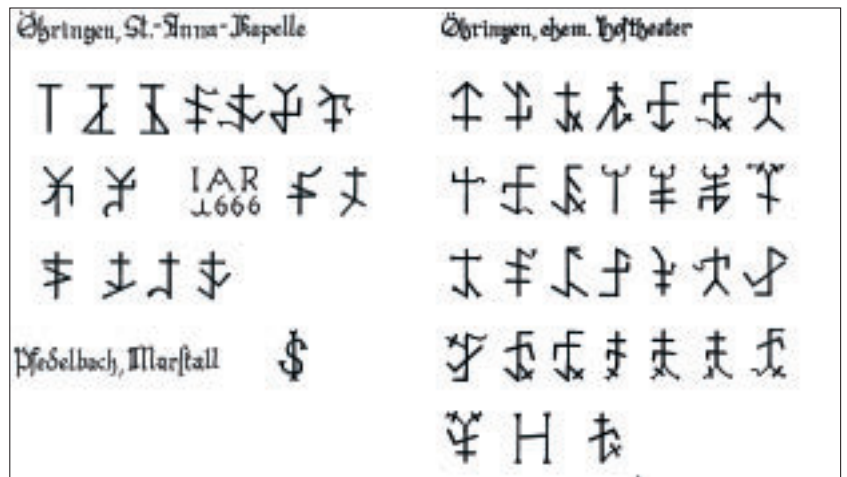 Öhringen, St.-Anna-Kapelle
IAR
1666
Pfedelbach, Marſtall
Öhringen, ehem. Hoftheater
H